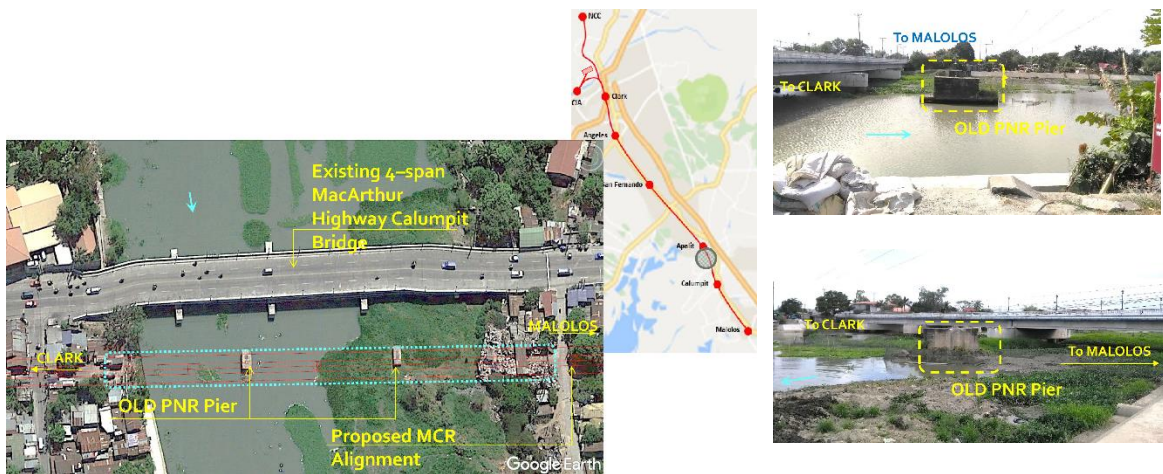 Existing 4–span
MacArthur
Highway Calumpit
Bridge
MALOLOS
CLARK
OLD PNR Pier
Proposed MCR
Alignment
Google Earth
NCC
CIA
Clark
Angeles
San Fernando
Apalit
Calumpit
Malolos
To MALOLOS
To CLARK
OLD PNR Pier
To CLARK
To MALOLOS
OLD PNR Pier